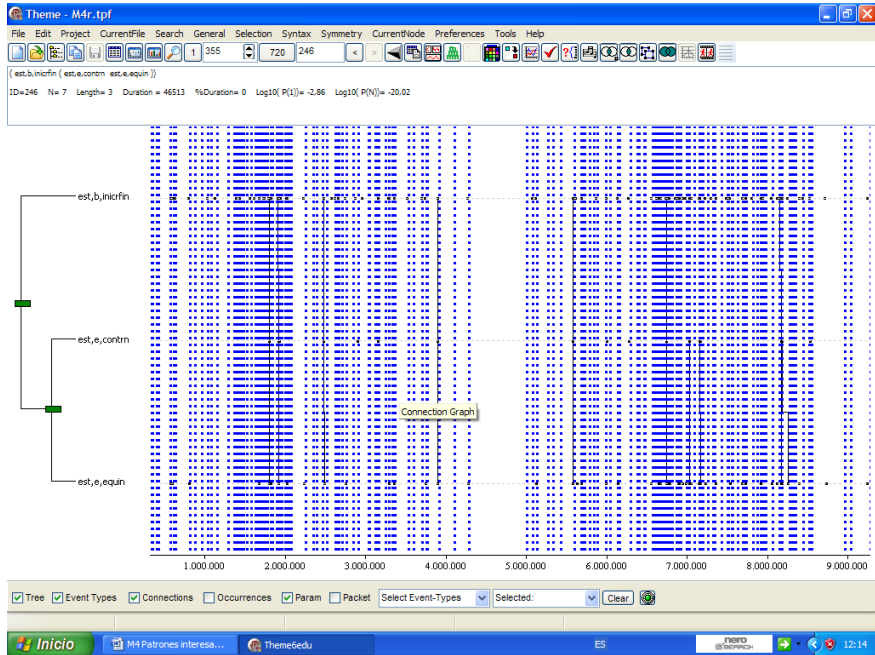 Theme - M4r.tpf
File Edit Project CurrentFile Search General Selection Syntax Symmetry CurrentNode Preferences Tools Help
1 355 720 246 < >
( est,b,inicrfin ( est,e,contrn est,e,equin ))
ID=246 N= 7 Length= 3 Duration = 46513 %Duration= 0 Log10( P(1))= -2,86 Log10( P(N))= -20,02
est,b,inicrfin
est,e,contrn
Connection Graph
est,e,equin
1.000.000 2.000.000 3.000.000 4.000.000 5.000.000 6.000.000 7.000.000 8.000.000 9.000.000
Tree Event Types Connections Occurrences Param Packet Select Event-Types Selected: Clear
Inicio M4 Patrones interesa... Theme6edu ES nero SEARCH 12:14